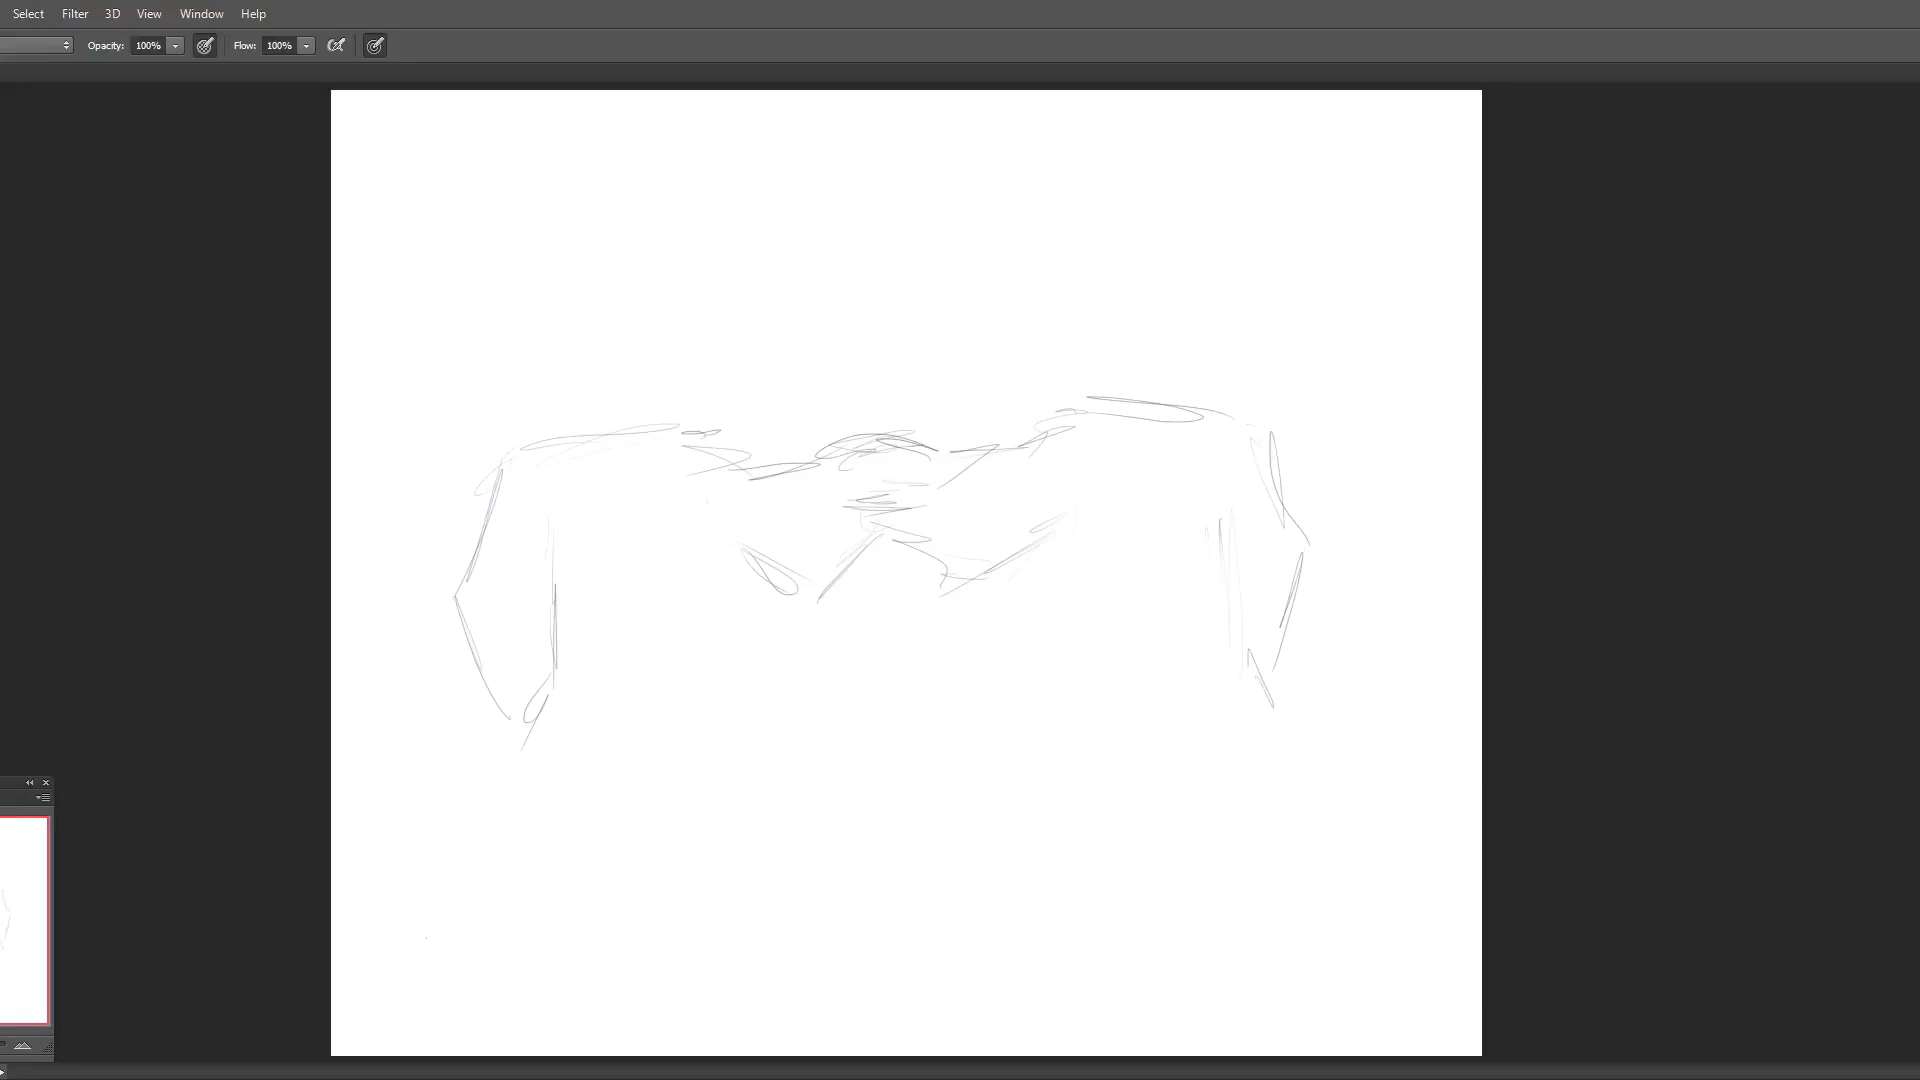 Select Filter 3D View Window Help
Opacity: 100% Flow: 100%